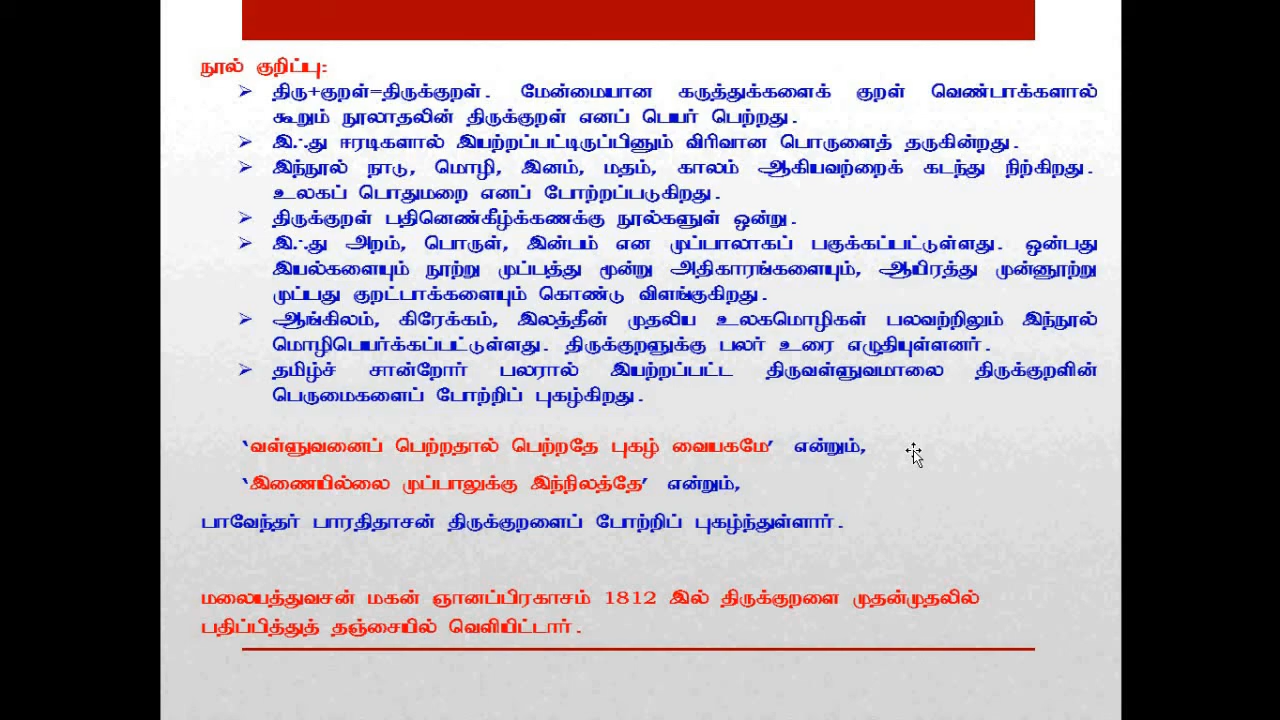 நூல் குறிப்பு:
➢ திரு+குறள்=திருக்குறள். மேன்மையான கருத்துக்களைக் குறள் வெண்பாக்களால்
கூறும் நூலாதலின் திருக்குறள் எனப் பெயர் பெற்றது.
➢ இஃது ஈரடிகளால் இயற்றப்பட்டிருப்பினும் விரிவான பொருளைத் தருகின்றது.
➢ இந்நூல் நாடு, மொழி, இனம், மதம், காலம் ஆகியவற்றைக் கடந்து நிற்கிறது.
உலகப் பொதுமறை எனப் போற்றப்படுகிறது.
➢ திருக்குறள் பதினெண்கீழ்க்கணக்கு நூல்களுள் ஒன்று.
➢ இஃது அறம், பொருள், இன்பம் என முப்பாலாகப் பகுக்கப்பட்டுள்ளது. ஒன்பது
இயல்களையும் நூற்று முப்பத்து மூன்று அதிகாரங்களையும், ஆயிரத்து முன்னூற்று
முப்பது குறட்பாக்களையும் கொண்டு விளங்குகிறது.
➢ ஆங்கிலம், கிரேக்கம், இலத்தீன் முதலிய உலகமொழிகள் பலவற்றிலும் இந்நூல்
மொழிபெயர்க்கப்பட்டுள்ளது. திருக்குறளுக்கு பலர் உரை எழுதியுள்ளனர்.
➢ தமிழ்ச் சான்றோர் பலரால் இயற்றப்பட்ட திருவள்ளுவமாலை திருக்குறளின்
பெருமைகளைப் போற்றிப் புகழ்கிறது.
‘வள்ளுவனைப் பெற்றதால் பெற்றதே புகழ் வையகமே’ என்றும்,
‘இணையில்லை முப்பாலுக்கு இந்நிலத்தே’ என்றும்,
பாவேந்தர் பாரதிதாசன் திருக்குறளைப் போற்றிப் புகழ்ந்துள்ளார்.
மலையத்துவசன் மகன் ஞானப்பிரகாசம் 1812 இல் திருக்குறளை முதன்முதலில்
பதிப்பித்துத் தஞ்சையில் வெளியிட்டார்.